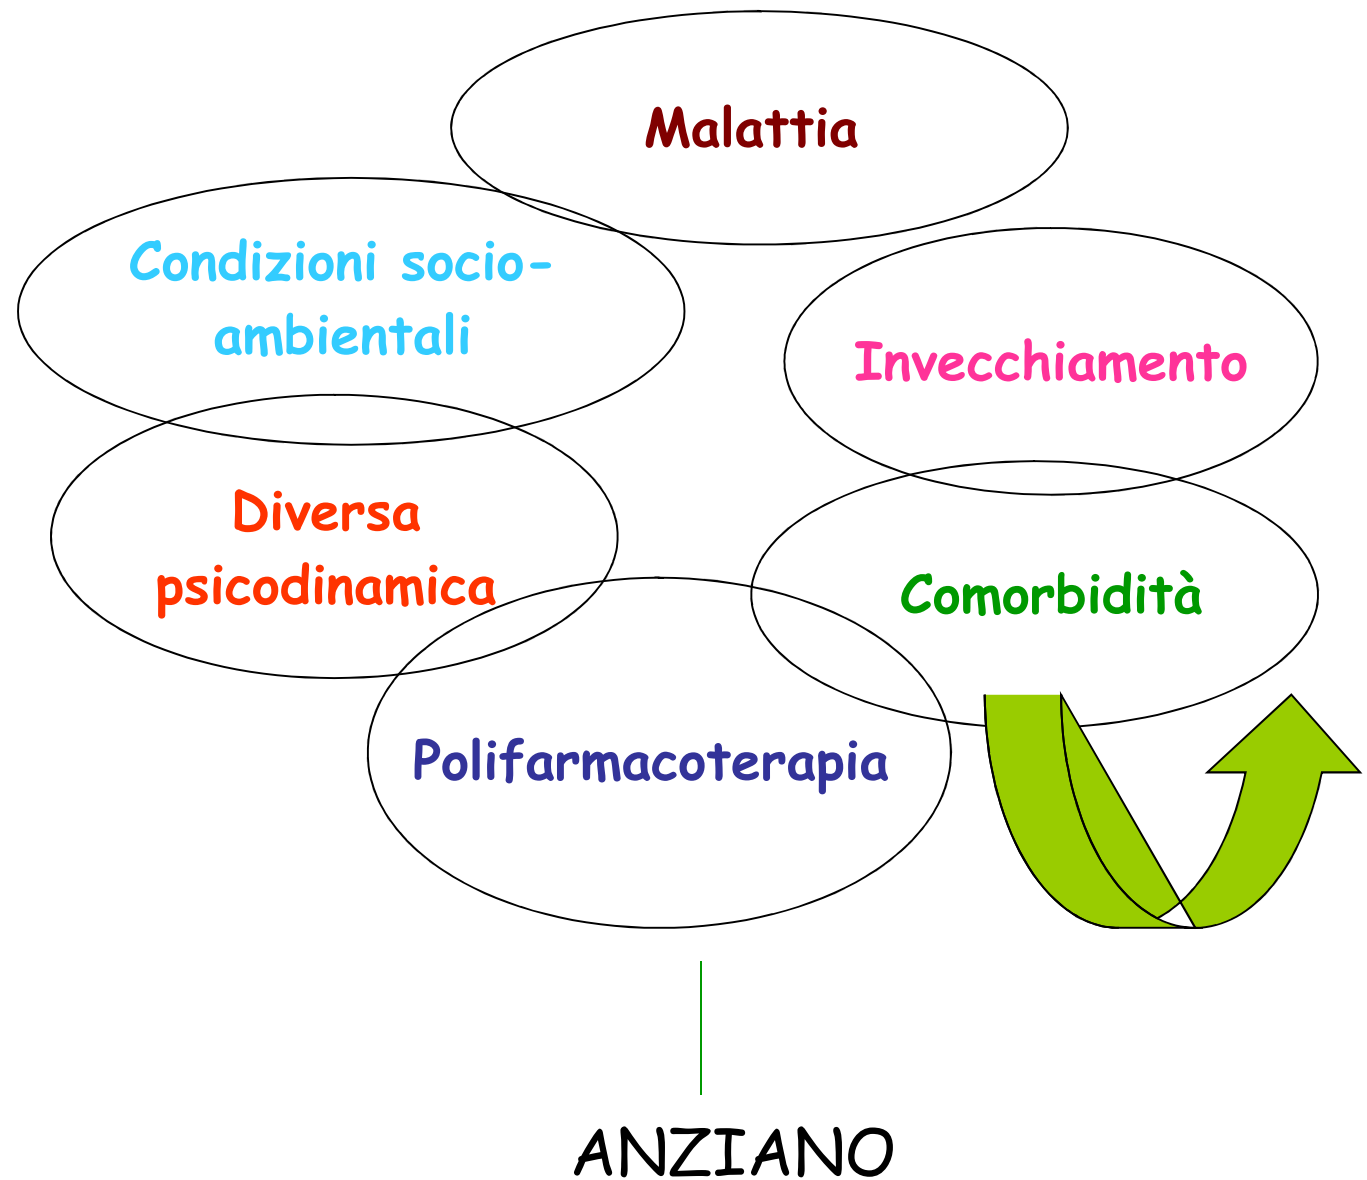 Malattia
Condizioni socio-
ambientali
Invecchiamento
Diversa
psicodinamica
Comorbidità
Polifarmacoterapia
ANZIANO